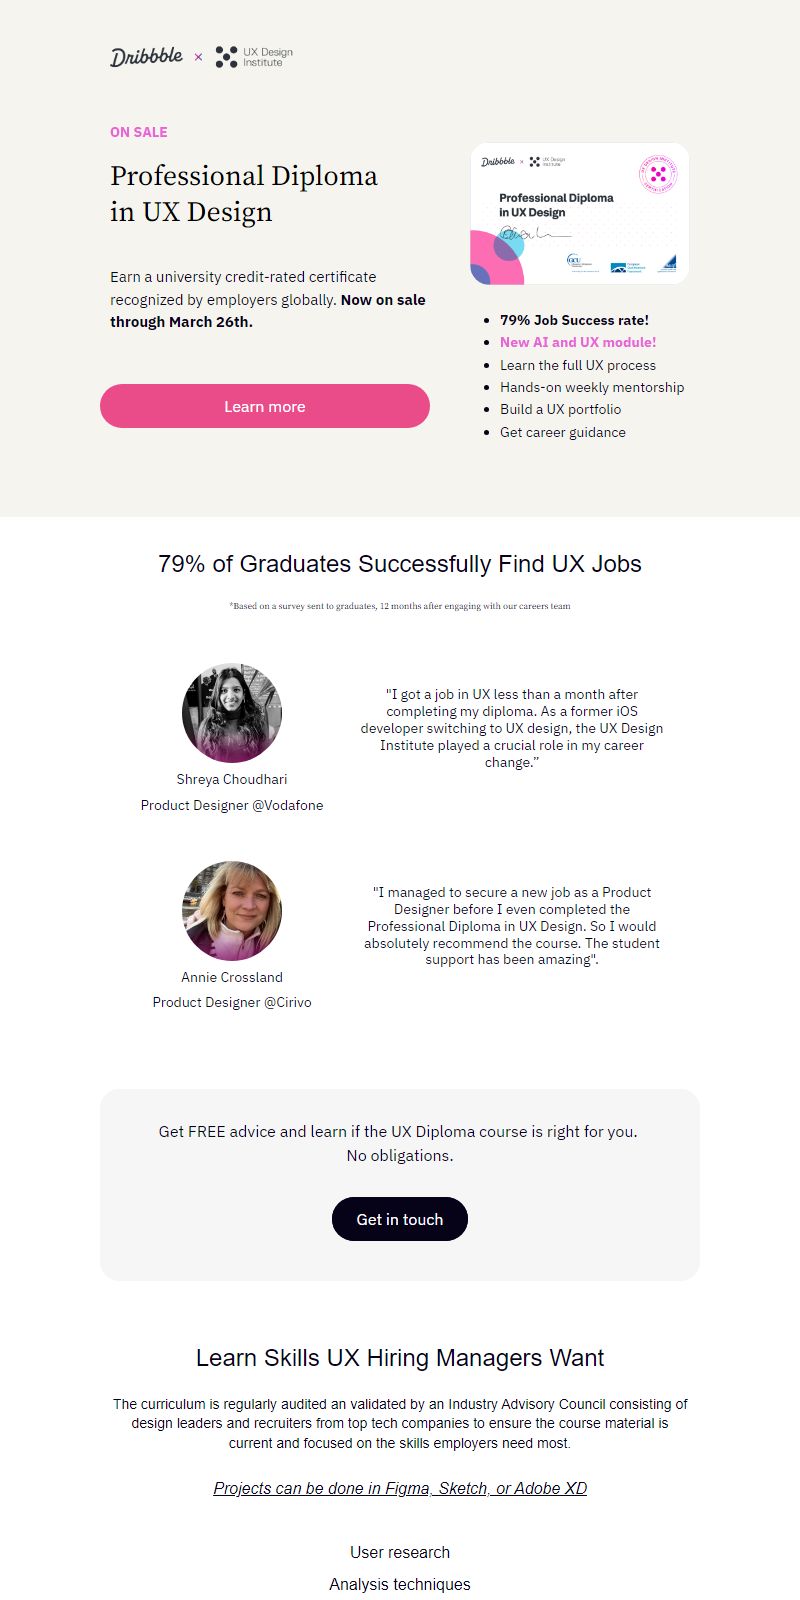 Dribbble × UX Design
Institute
ON SALE
Professional Diploma
in UX Design
Earn a university credit-rated certificate
recognized by employers globally. Now on sale
through March 26th.
Learn more
Dribbble × UX Design
Institute
Professional Diploma
in UX Design
GCU
79% Job Success rate!
New AI and UX module!
Learn the full UX process
Hands-on weekly mentorship
Build a UX portfolio
Get career guidance
79% of Graduates Successfully Find UX Jobs
*Based on a survey sent to graduates, 12 months after engaging with our careers team
"I got a job in UX less than a month after
completing my diploma. As a former iOS
developer switching to UX design, the UX Design
Institute played a crucial role in my career
change.”
Shreya Choudhari
Product Designer @Vodafone
"I managed to secure a new job as a Product
Designer before I even completed the
Professional Diploma in UX Design. So I would
absolutely recommend the course. The student
support has been amazing".
Annie Crossland
Product Designer @Cirivo
Get FREE advice and learn if the UX Diploma course is right for you.
No obligations.
Get in touch
Learn Skills UX Hiring Managers Want
The curriculum is regularly audited an validated by an Industry Advisory Council consisting of
design leaders and recruiters from top tech companies to ensure the course material is
current and focused on the skills employers need most.
Projects can be done in Figma, Sketch, or Adobe XD
User research
Analysis techniques